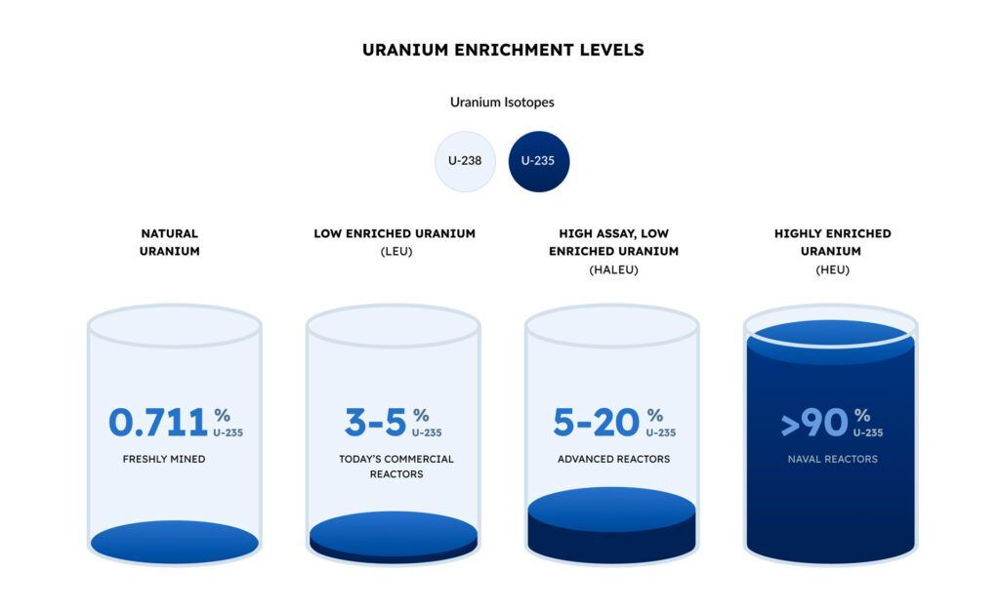 URANIUM ENRICHMENT LEVELS
Uranium Isotopes
U-238
U-235
NATURAL
URANIUM
LOW ENRICHED URANIUM
(LEU)
HIGH ASSAY, LOW
ENRICHED URANIUM
(HALEU)
HIGHLY ENRICHED
URANIUM
(HEU)
0.711 %
U-235
FRESHLY MINED
3-5 %
U-235
TODAY'S COMMERCIAL
REACTORS
5-20 %
U-235
ADVANCED REACTORS
>90 %
U-235
NAVAL REACTORS